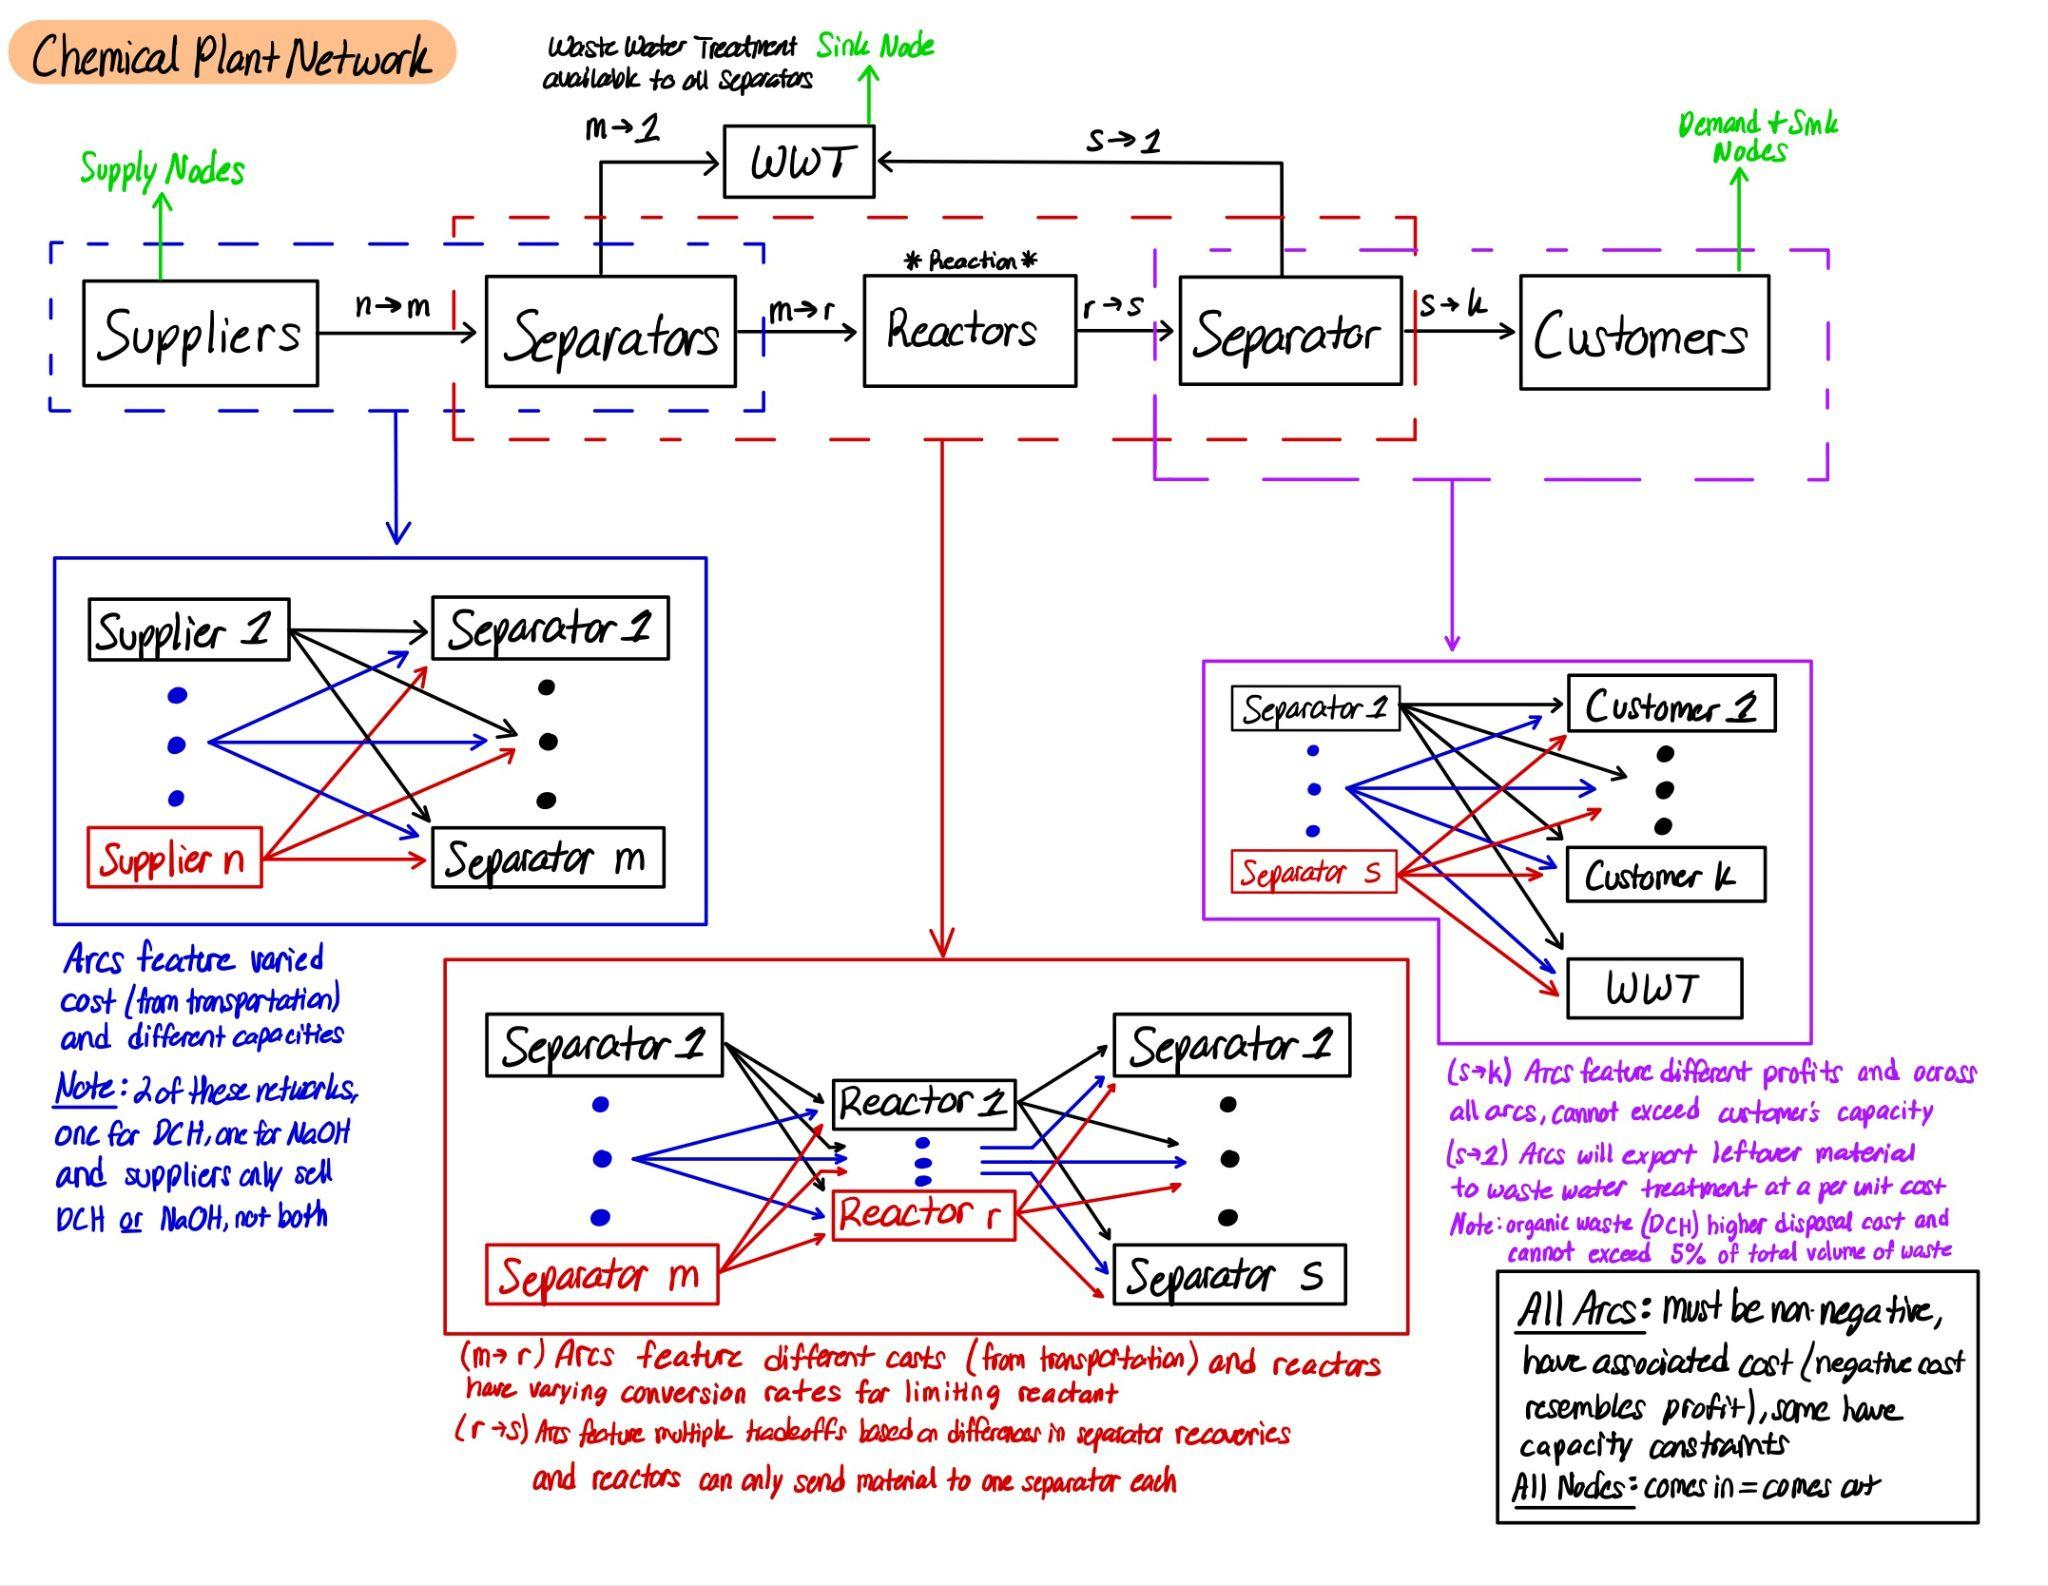 Chemical Plant Network
Waste Water Treatment
available to all separators
Sink Node
Demand + Sink
Nodes
Supply Nodes
m→1
WWT
s→1
*Reaction*
Suppliers
n→m
Separators
m→r
Reactors
r→s
Separator
s→k
Customers
Supplier 1
Separator 1
Supplier n
Separator m
Arcs feature varied
cost (from transportation)
and different capacities
Note: 2 of these networks,
one for DCH, one for NaOH
and suppliers only sell
DCH or NaOH, not both
Separator 1
Reactor 1
Separator 1
Reactor r
Separator m
Separator s
(m→r) Arcs feature different costs (from transportation) and reactors
have varying conversion rates for limiting reactant
(r→s) Arcs feature multiple tradeoffs based on differences in separator recoveries
and reactors can only send material to one separator each
Separator 1
Customer 1
Separator s
Customer k
WWT
(s→k) Arcs feature different profits and across
all arcs, cannot exceed customer's capacity
(s→1) Arcs will export leftover material
to waste water treatment at a per unit cost
Note: organic waste (DCH) higher disposal cost and
cannot exceed 5% of total volume of waste
All Arcs: must be non-negative,
have associated cost (negative cost
resembles profit), some have
capacity constraints
All Nodes: comes in = comes out